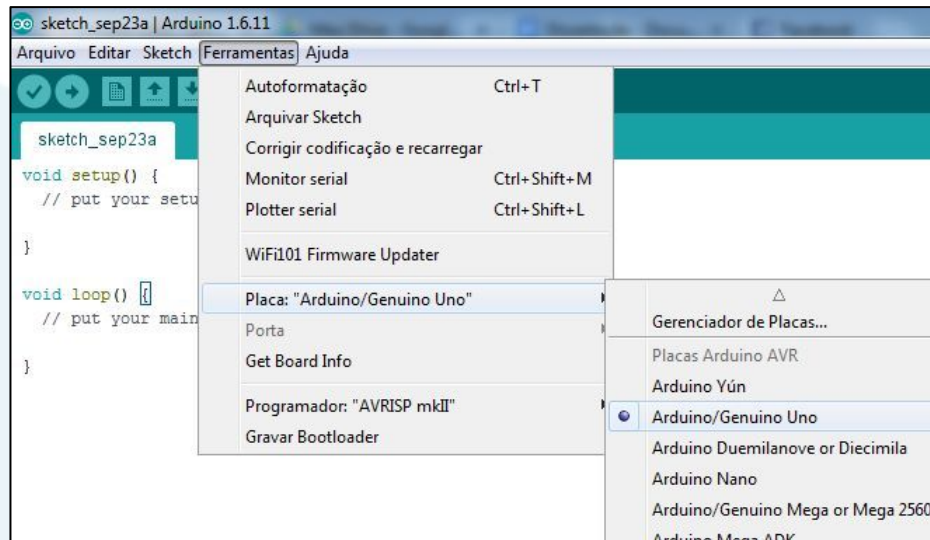 sketch_sep23a | Arduino 1.6.11
Arquivo Editar Sketch Ferramentas Ajuda
sketch_sep23a
void setup() {
// put your setu
}
void loop() {
// put your main
}
Autoformatação Ctrl+T
Arquivar Sketch
Corrigir codificação e recarregar
Monitor serial Ctrl+Shift+M
Plotter serial Ctrl+Shift+L
WiFi101 Firmware Updater
Placa: "Arduino/Genuino Uno"
Porta
Get Board Info
Programador: "AVRISP mkII"
Gravar Bootloader
Gerenciador de Placas...
Placas Arduino AVR
Arduino Yún
Arduino/Genuino Uno
Arduino Duemilanove or Diecimila
Arduino Nano
Arduino/Genuino Mega or Mega 2560
Arduino Mega ADK